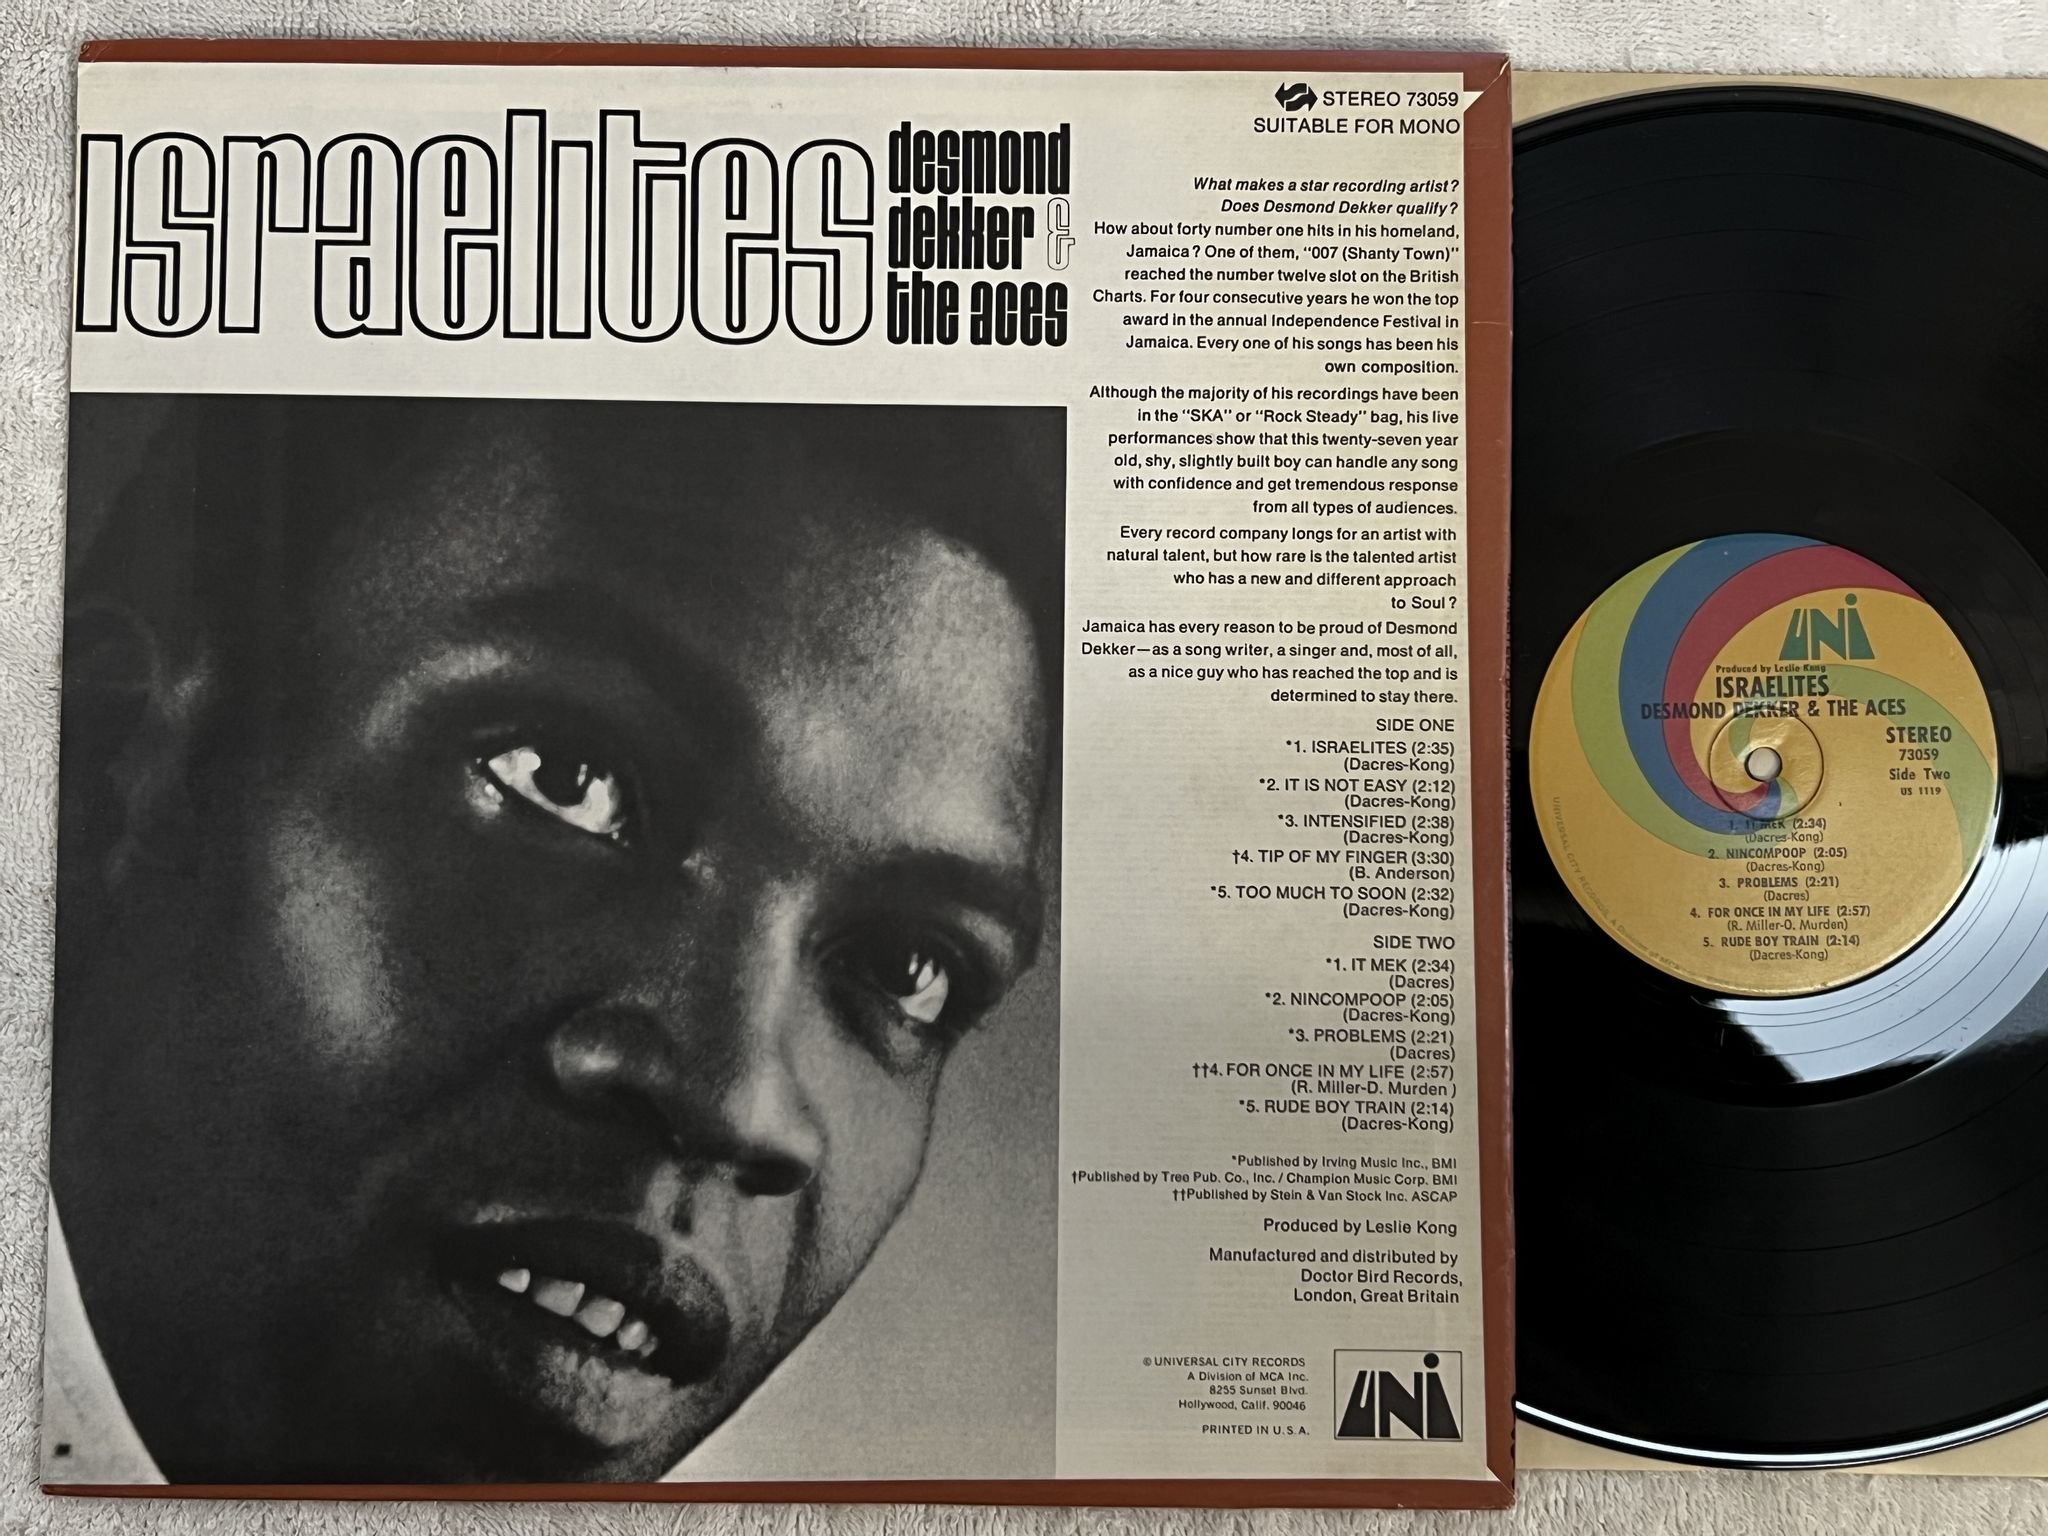 israelites
desmond
dekker &
the aces
STEREO 73059
SUITABLE FOR MONO
What makes a star recording artist?
Does Desmond Dekker qualify?
How about forty number one hits in his homeland,
Jamaica? One of them, "007 (Shanty Town)"
reached the number twelve slot on the British
Charts. For four consecutive years he won the top
award in the annual Independence Festival in
Jamaica. Every one of his songs has been his
own composition.
Although the majority of his recordings have been
in the "SKA" or "Rock Steady" bag, his live
performances show that this twenty-seven year
old, shy, slightly built boy can handle any song
with confidence and get tremendous response
from all types of audiences.
Every record company longs for an artist with
natural talent, but how rare is the talented artist
who has a new and different approach
to Soul?
Jamaica has every reason to be proud of Desmond
Dekker—as a song writer, a singer and, most of all,
as a nice guy who has reached the top and is
determined to stay there.
SIDE ONE
*1. ISRAELITES (2:35)
(Dacres-Kong)
*2. IT IS NOT EASY (2:12)
(Dacres-Kong)
*3. INTENSIFIED (2:38)
(Dacres-Kong)
†4. TIP OF MY FINGER (3:30)
(B. Anderson)
*5. TOO MUCH TO SOON (2:32)
(Dacres-Kong)
SIDE TWO
*1. IT MEK (2:34)
(Dacres)
*2. NINCOMPOOP (2:05)
(Dacres-Kong)
*3. PROBLEMS (2:21)
(Dacres)
††4. FOR ONCE IN MY LIFE (2:57)
(R. Miller-D. Murden )
*5. RUDE BOY TRAIN (2:14)
(Dacres-Kong)
*Published by Irving Music Inc., BMI
†Published by Tree Pub. Co., Inc. / Champion Music Corp. BMI
††Published by Stein & Van Stock Inc. ASCAP
Produced by Leslie Kong
Manufactured and distributed by
Doctor Bird Records,
London, Great Britain
© UNIVERSAL CITY RECORDS
A Division of MCA Inc.
8255 Sunset Blvd.
Hollywood, Calif. 90046
PRINTED IN U.S.A.
UNI
UNI
Produced by Leslie Kong
ISRAELITES
DESMOND DEKKER & THE ACES
STEREO
73059
Side Two
US 1119
1. IT MEK (2:34)
(Dacres-Kong)
2. NINCOMPOOP (2:05)
(Dacres-Kong)
3. PROBLEMS (2:21)
(Dacres)
4. FOR ONCE IN MY LIFE (2:57)
(R. Miller-O. Murden)
5. RUDE BOY TRAIN (2:14)
(Dacres-Kong)
UNIVERSAL CITY RECORDS, A Division of MCA